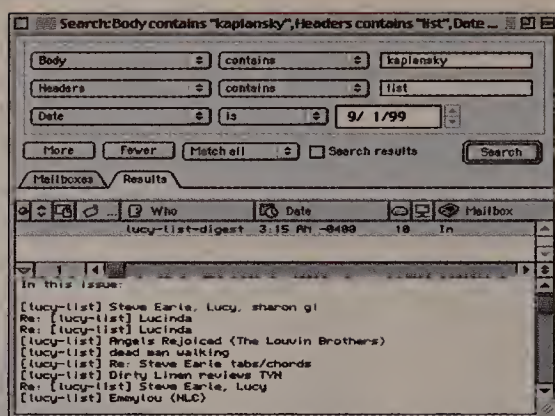 Search:Body contains "kaplansky",Headers contains "list",Date ...
Body contains kaplansky
Headers contains list
Date is 9/ 1/99
More Fewer Match all Search results Search
Mailboxes Results
... Who Date Mailbox
lucy-list-digest 3:15 AM -0400 10 In
1
In this issue:
[lucy-list] Steve Earle, Lucy, sharon gi
Re: [lucy-list] Lucinda
Re: [lucy-list] Lucinda
[lucy-list] Angels Rejoiced (The Louvin Brothers)
[lucy-list] dead man walking
[lucy-list] Re: Steve Earle tabs/chords
[lucy-list] Dirty Linen reviews TYN
Re: [lucy-list] Steve Earle, Lucy
[lucy-list] Emmylou (NLC)